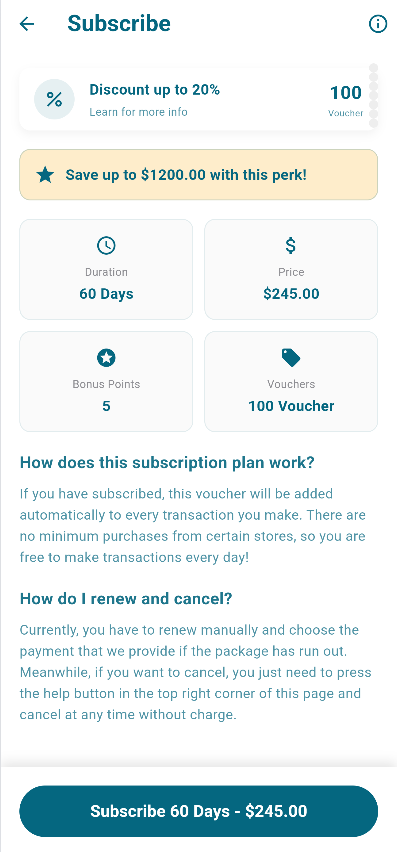 Subscribe
Discount up to 20%
Learn for more info
100
Voucher
Save up to $1200.00 with this perk!
Duration
60 Days
Price
$245.00
Bonus Points
5
Vouchers
100 Voucher
How does this subscription plan work?
If you have subscribed, this voucher will be added
automatically to every transaction you make. There are
no minimum purchases from certain stores, so you are
free to make transactions every day!
How do I renew and cancel?
Currently, you have to renew manually and choose the
payment that we provide if the package has run out.
Meanwhile, if you want to cancel, you just need to press
the help button in the top right corner of this page and
cancel at any time without charge.
Subscribe 60 Days - $245.00